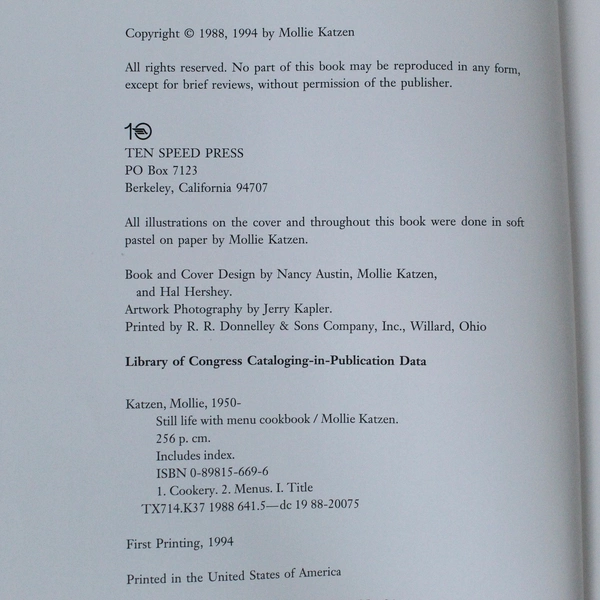 Copyright © 1988, 1994 by Mollie Katzen
All rights reserved. No part of this book may be reproduced in any form,
except for brief reviews, without permission of the publisher.
TEN SPEED PRESS
PO Box 7123
Berkeley, California 94707
All illustrations on the cover and throughout this book were done in soft
pastel on paper by Mollie Katzen.
Book and Cover Design by Nancy Austin, Mollie Katzen,
and Hal Hershey.
Artwork Photography by Jerry Kapler.
Printed by R. R. Donnelley & Sons Company, Inc., Willard, Ohio
Library of Congress Cataloging-in-Publication Data
Katzen, Mollie, 1950-
Still life with menu cookbook / Mollie Katzen.
256 p. cm.
Includes index.
ISBN 0-89815-669-6
1. Cookery. 2. Menus. I. Title
TX714.K37 1988 641.5—dc 19 88-20075
First Printing, 1994
Printed in the United States of America